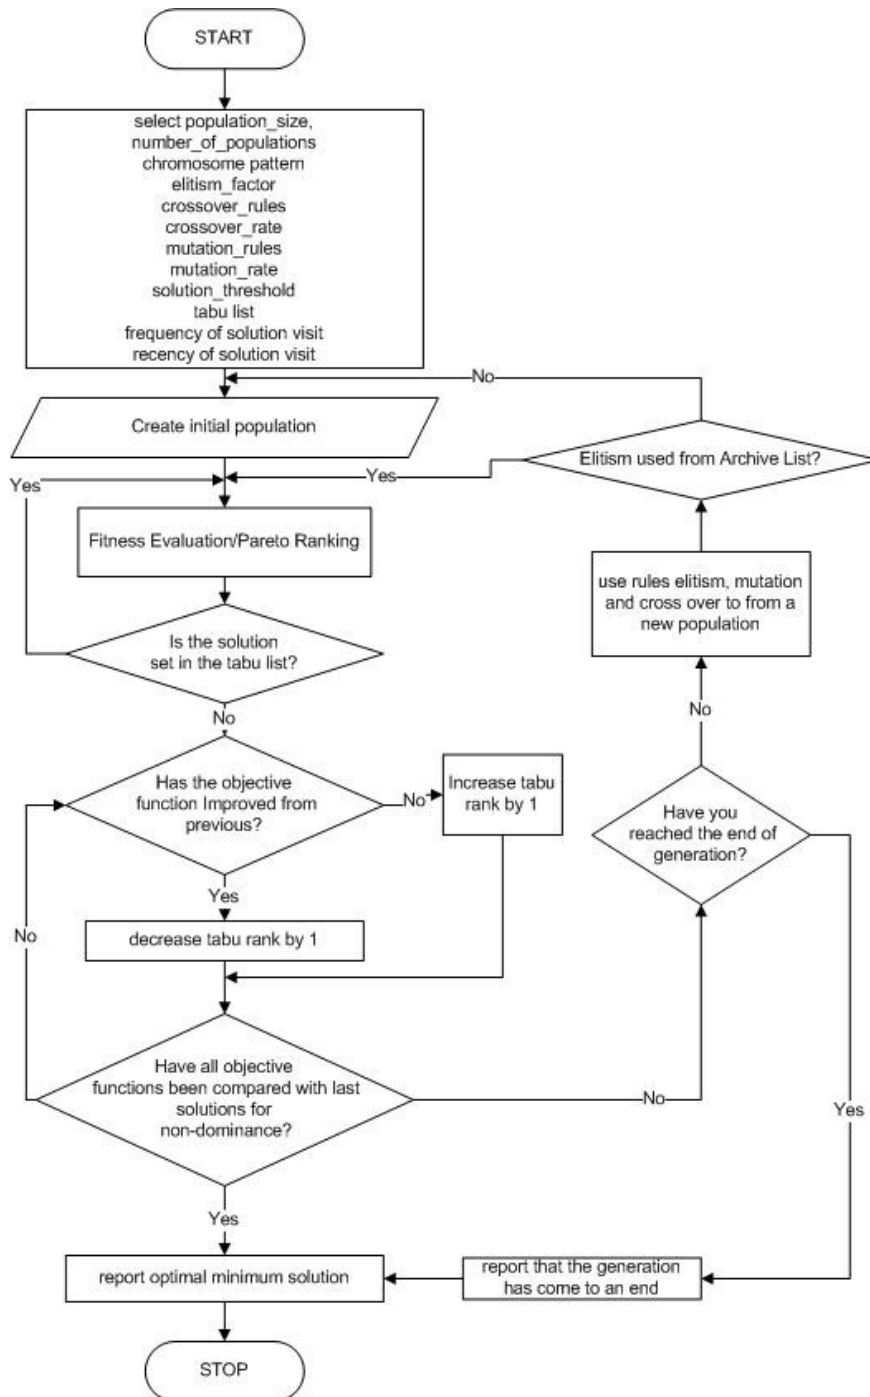 START
select population_size,
number_of_populations
chromosome pattern
elitism_factor
crossover_rules
crossover_rate
mutation_rules
mutation_rate
solution_threshold
tabu list
frequency of solution visit
recency of solution visit
No
Create initial population
Elitism used from Archive List?
Yes
Yes
Fitness Evaluation/Pareto Ranking
use rules elitism, mutation
and cross over to from a
new population
Is the solution
set in the tabu list?
No
No
Has the objective
function Improved from
previous?
No
Increase tabu
rank by 1
Have you
reached the end of
generation?
Yes
No
decrease tabu rank by 1
Have all objective
functions been compared with last
solutions for
non-dominance?
No
Yes
Yes
report optimal minimum solution
report that the generation
has come to an end
STOP